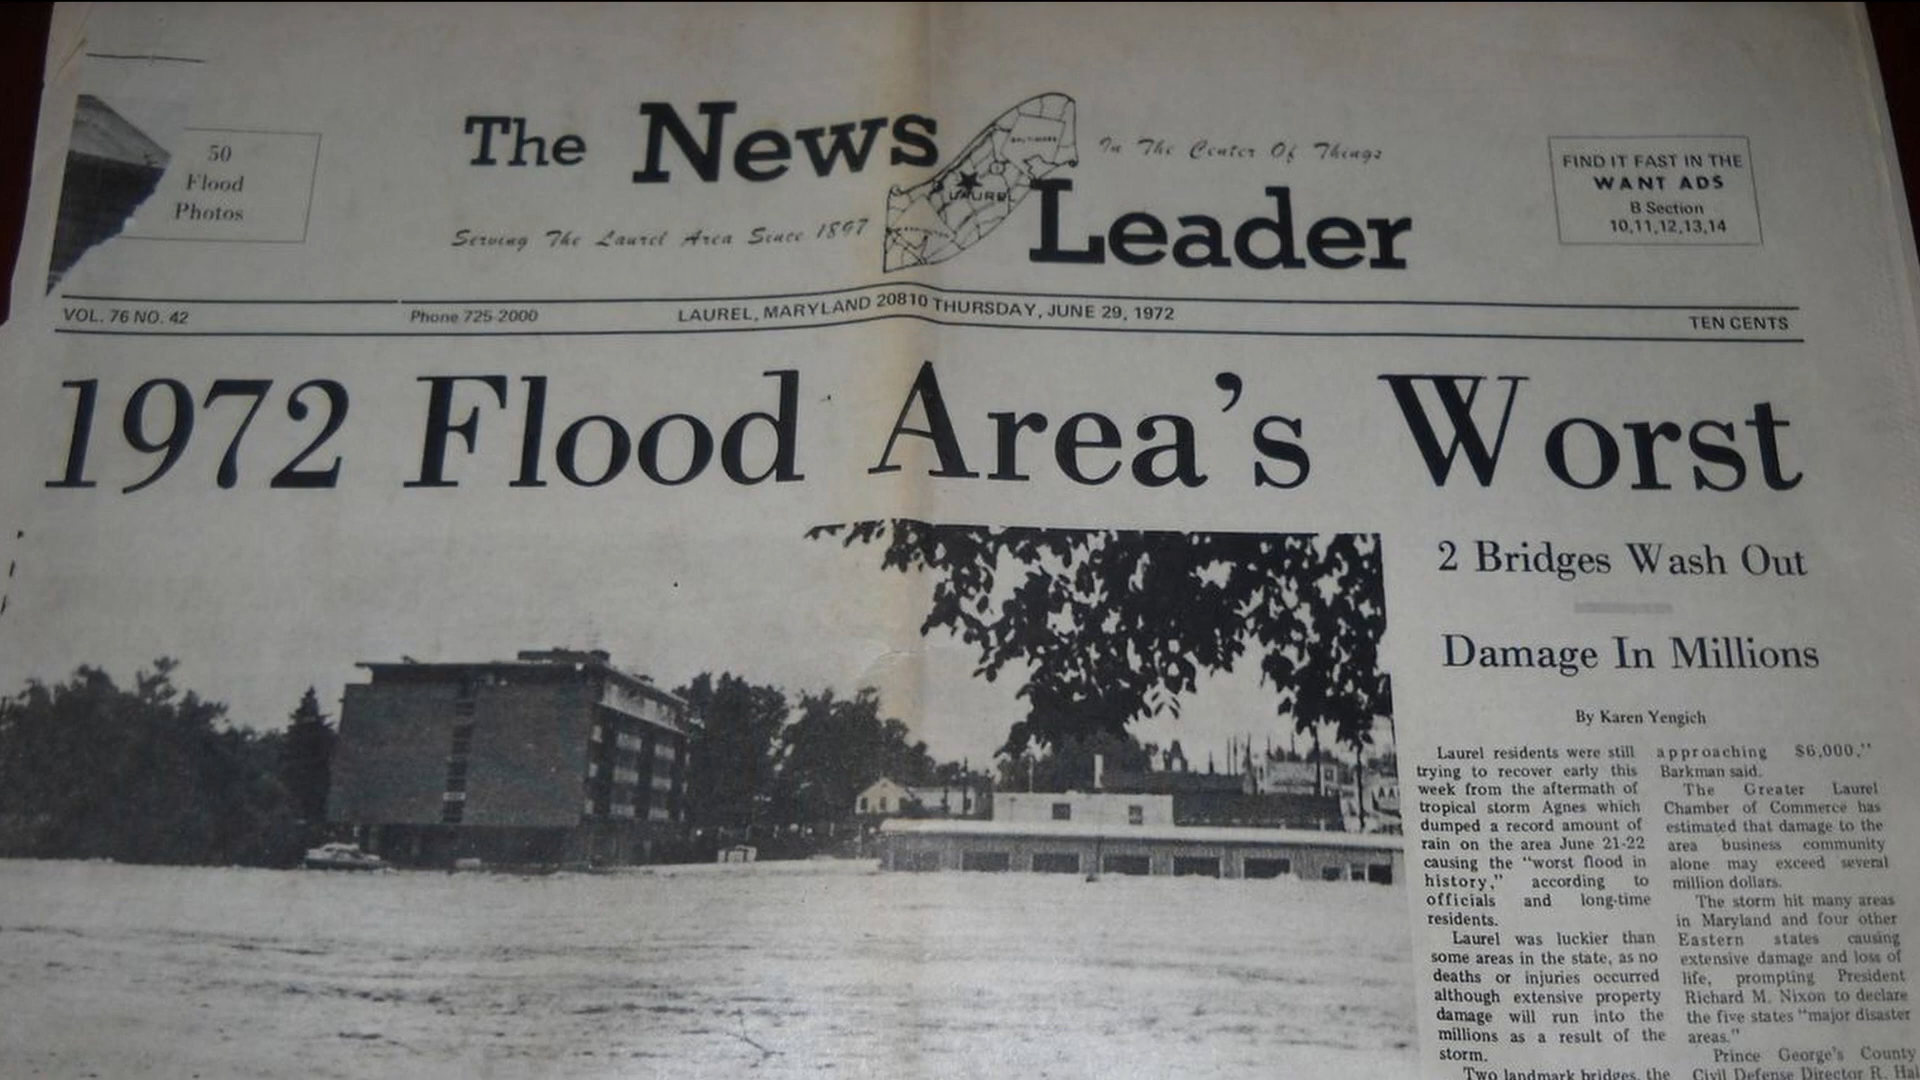 50
Flood
Photos
The News
Leader
In The Center Of Things
Serving The Laurel Area Since 1897
BALTIMORE
LAUREL
FIND IT FAST IN THE
WANT ADS
B Section
10,11,12,13,14
VOL. 76 NO. 42
Phone 725-2000
LAUREL, MARYLAND 20810 THURSDAY, JUNE 29, 1972
TEN CENTS
1972 Flood Area's Worst
2 Bridges Wash Out
Damage In Millions
By Karen Yengich
Laurel residents were still
trying to recover early this
week from the aftermath of
tropical storm Agnes which
dumped a record amount of
rain on the area June 21-22
causing the "worst flood in
history," according to
officials and long-time
residents.
Laurel was luckier than
some areas in the state, as no
deaths or injuries occurred
although extensive property
damage will run into the
millions as a result of the
storm.
Two landmark bridges, the
approaching $6,000,"
Barkman said.
The Greater Laurel
Chamber of Commerce has
estimated that damage to the
area business community
alone may exceed several
million dollars.
The storm hit many areas
in Maryland and four other
Eastern states causing
extensive damage and loss of
life, prompting President
Richard M. Nixon to declare
the five states "major disaster
areas."
Prince George's County
Civil Defense Director R. Hal